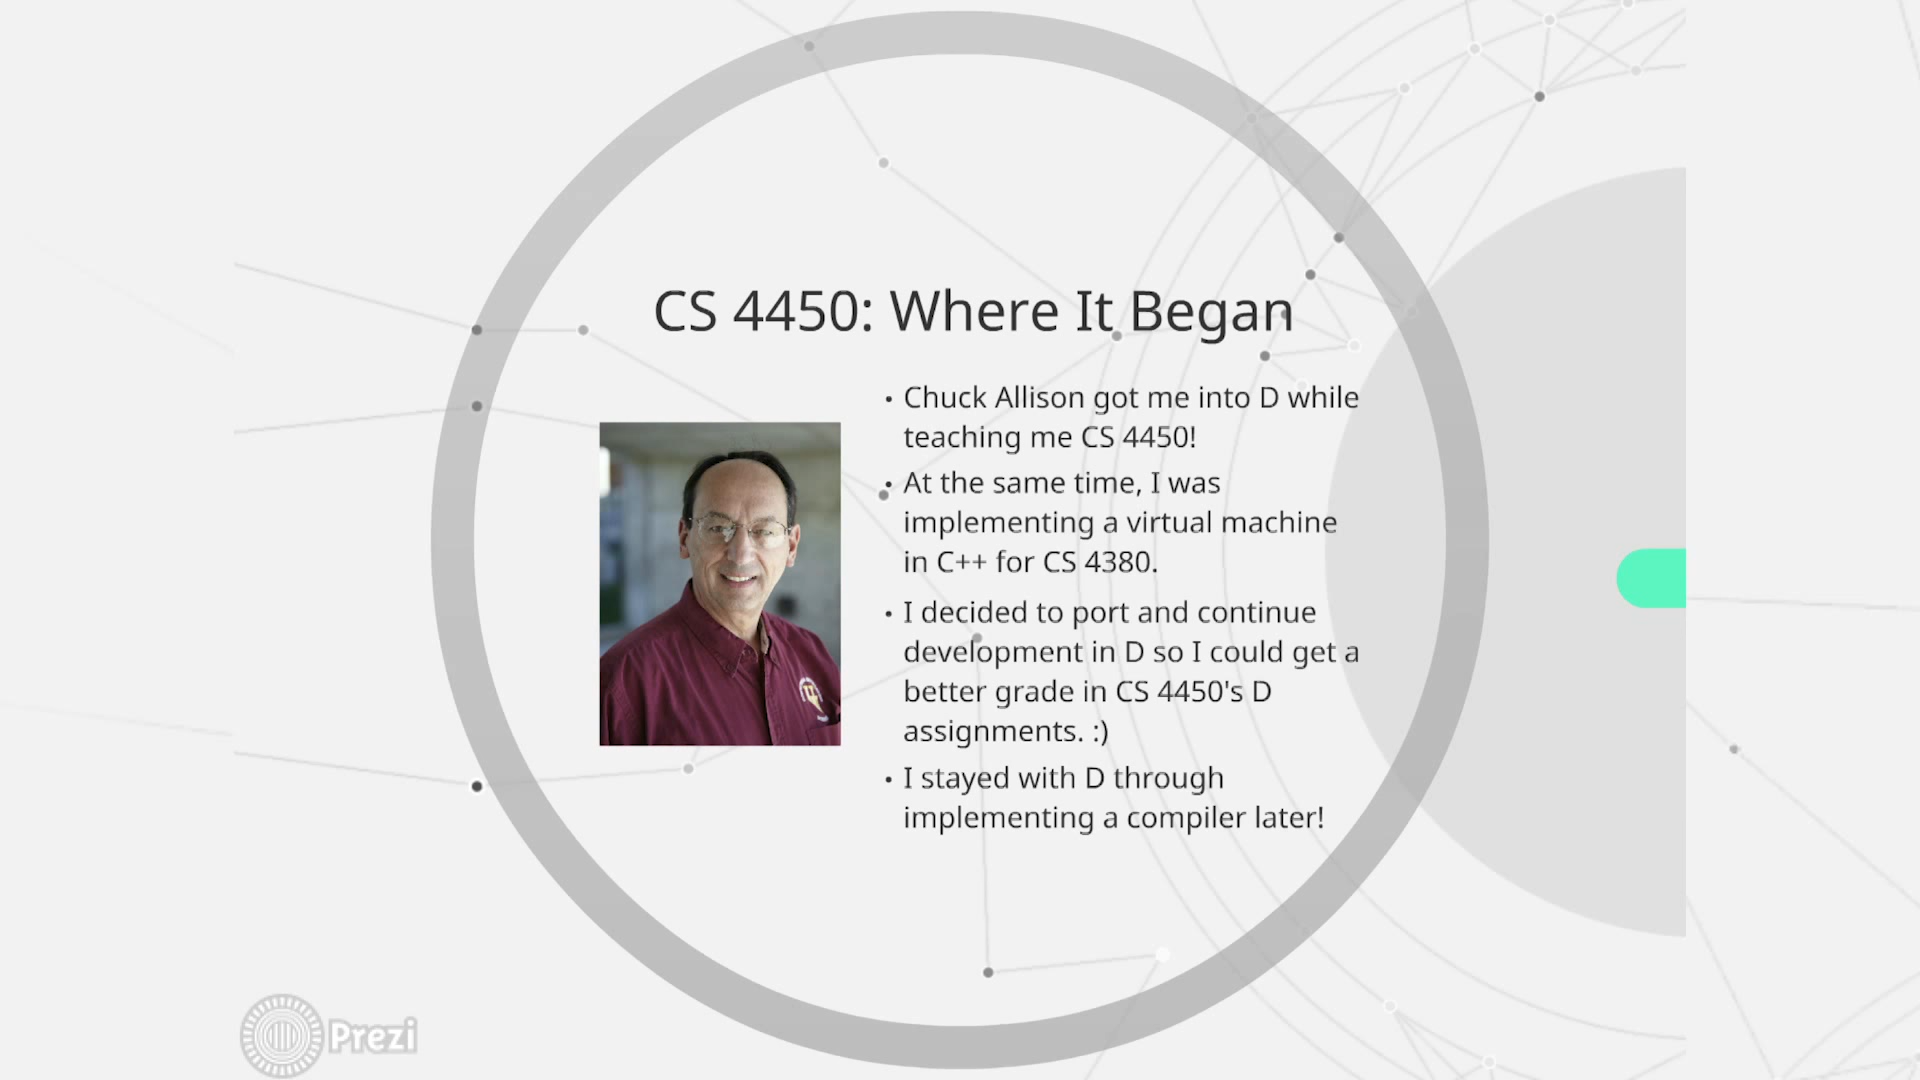 CS 4450: Where It Began
• Chuck Allison got me into D while
teaching me CS 4450!
• At the same time, I was
implementing a virtual machine
in C++ for CS 4380.
• I decided to port and continue
development in D so I could get a
better grade in CS 4450's D
assignments. :)
• I stayed with D through
implementing a compiler later!
Prezi